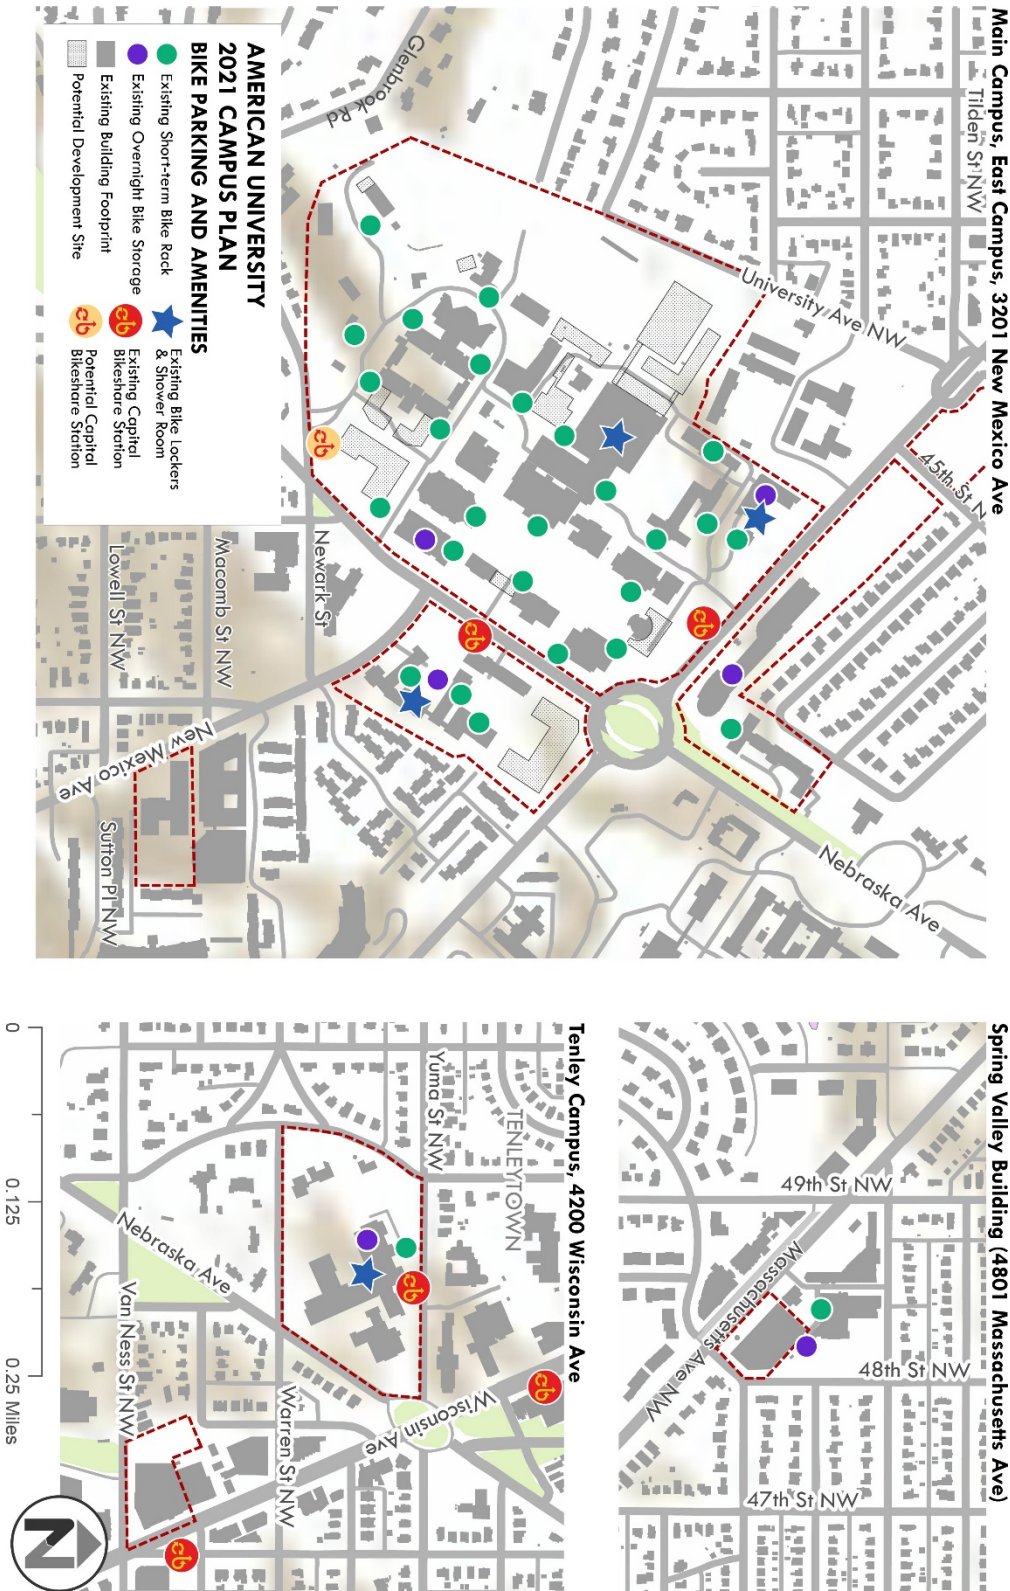 Main Campus, East Campus, 3201 New Mexico Ave
Tilden St NW
Glenbrook Rd
University Ave NW
45th St N
Newark St
Macomb St NW
Lowell St NW
New Mexico Ave
Sutton Pl NW
Nebraska Ave
AMERICAN UNIVERSITY
2021 CAMPUS PLAN
BIKE PARKING AND AMENITIES
Existing Short-term Bike Rack
Existing Overnight Bike Storage
Existing Building Footprint
Potential Development Site
Existing Bike Lockers
& Shower Room
Existing Capital
Bikeshare Station
Potential Capital
Bikeshare Station
Spring Valley Building (4801 Massachusetts Ave)
49th St NW
Massachusetts Ave NW
48th St NW
47th St NW
Tenley Campus, 4200 Wisconsin Ave
TENLEYTOWN
Yuma St NW
Nebraska Ave
Wisconsin Ave
Warren St NW
Van Ness St NW
0 0.125 0.25 Miles
N